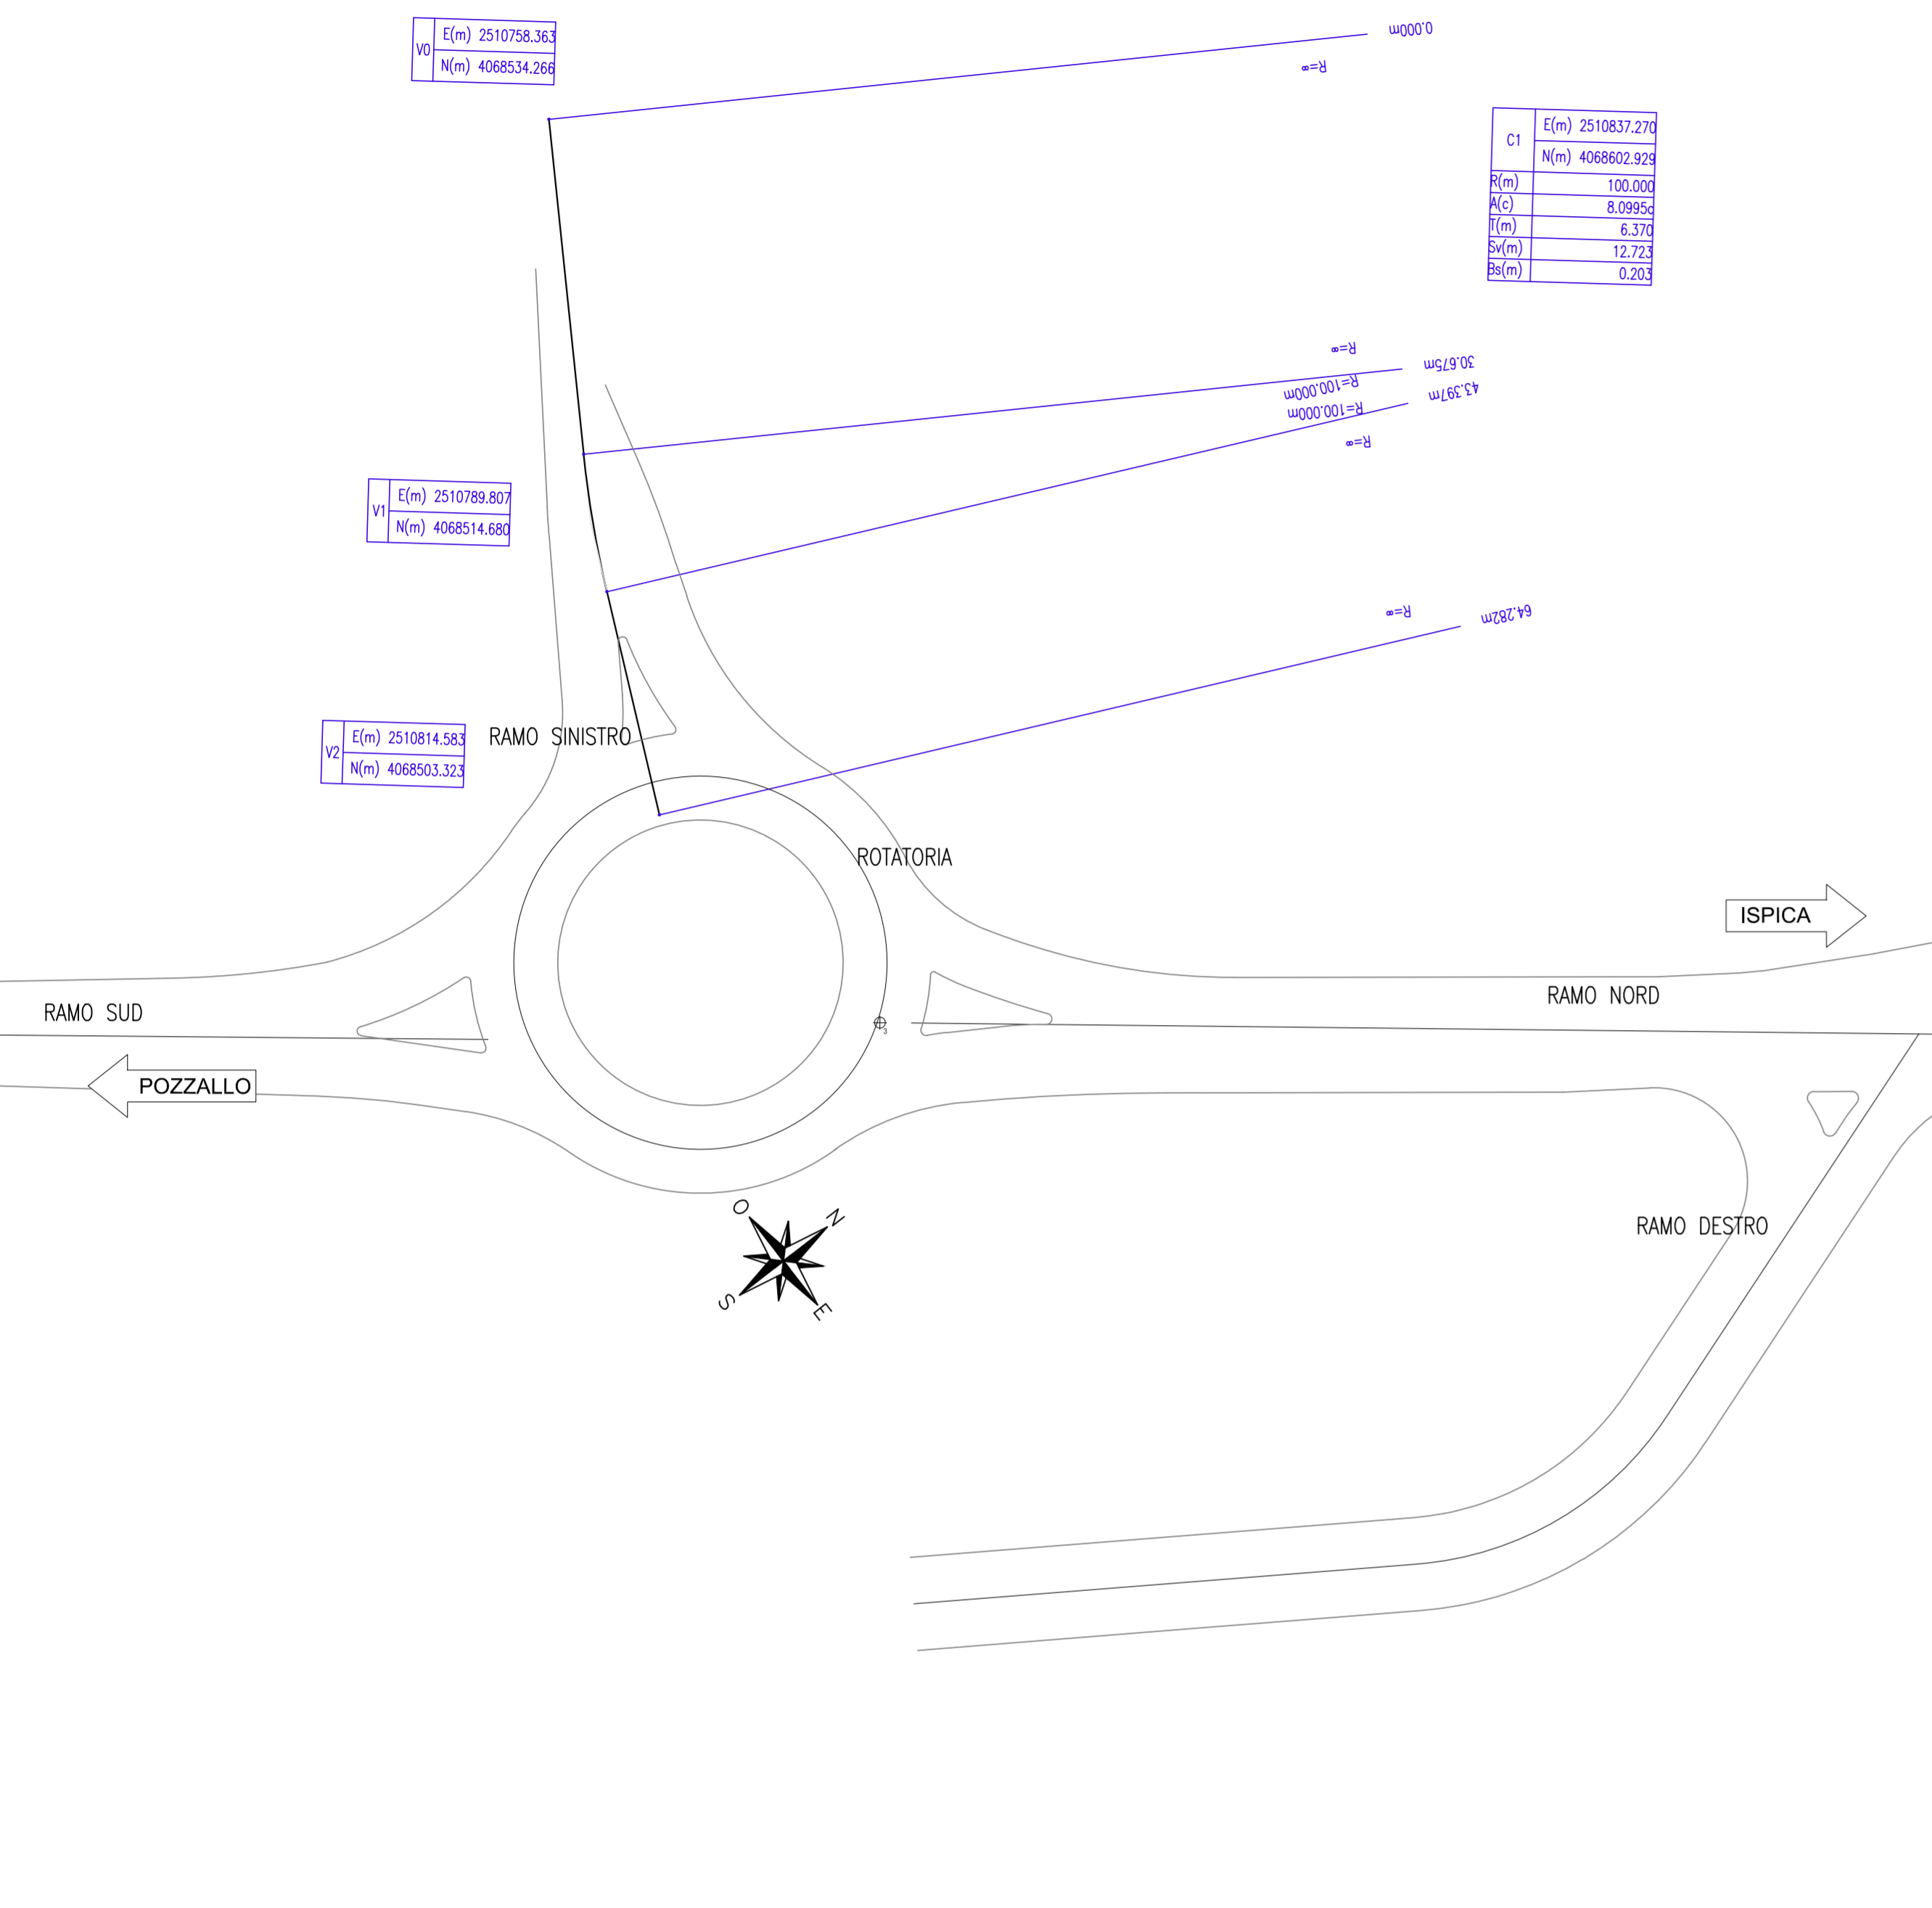 V0
E(m) 2510758.363
N(m) 4068534.266
0.000m
R=∞
C1
E(m) 2510837.270
N(m) 4068602.929
R(m) 100.000
A(c) 8.0995c
T(m) 6.370
Sv(m) 12.723
Bs(m) 0.203
R=∞
30.675m
R=100.000m
43.397m
R=100.000m
R=∞
V1
E(m) 2510789.807
N(m) 4068514.680
R=∞
64.282m
V2
E(m) 2510814.583
N(m) 4068503.323
RAMO SINISTRO
ROTATORIA
ISPICA
RAMO NORD
RAMO SUD
3
POZZALLO
O
N
S
E
RAMO DESTRO